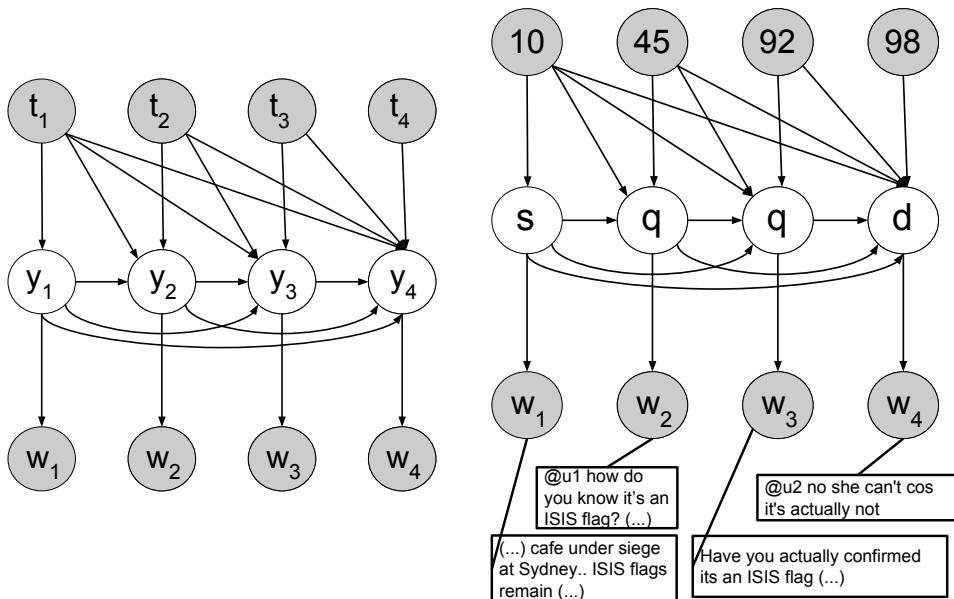 t1 t2 t3 t4
y1 y2 y3 y4
w1 w2 w3 w4
10 45 92 98
s q q d
w1 w2 w3 w4
@u1 how do
you know it's an
ISIS flag? (...)
@u2 no she can't cos
it's actually not
(...) cafe under siege
at Sydney.. ISIS flags
remain (...)
Have you actually confirmed
its an ISIS flag (...)